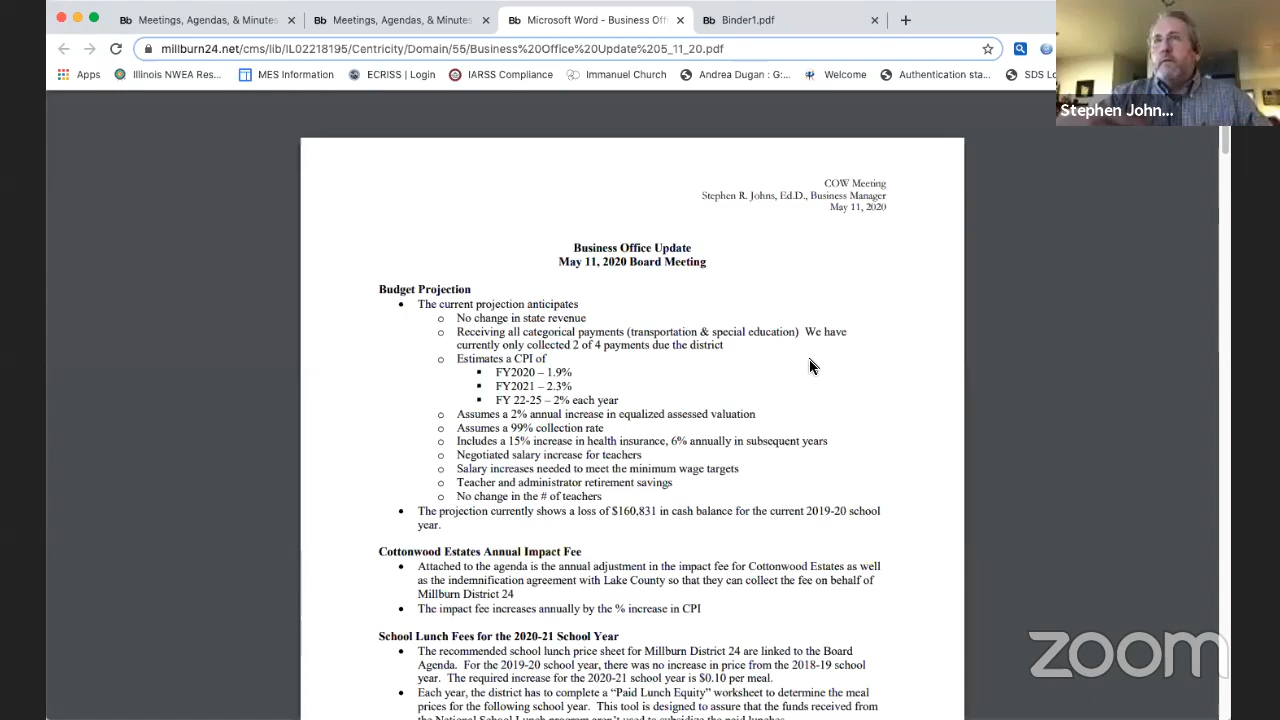 Meetings, Agendas, & Minutes
Meetings, Agendas, & Minutes
Microsoft Word - Business Offi
Binder1.pdf
millburn24.net/cms/lib/IL02218195/Centricity/Domain/55/Business%20Office%20Update%205_11_20.pdf
Apps
Illinois NWEA Res...
MES Information
ECRISS | Login
IARSS Compliance
Immanuel Church
Andrea Dugan : G:...
Welcome
Authentication sta...
SDS Lo
Stephen John...
COW Meeting
Stephen R. Johns, Ed.D., Business Manager
May 11, 2020
Business Office Update
May 11, 2020 Board Meeting
Budget Projection
• The current projection anticipates
o No change in state revenue
o Receiving all categorical payments (transportation & special education) We have
currently only collected 2 of 4 payments due the district
o Estimates a CPI of
▪ FY2020 – 1.9%
▪ FY2021 – 2.3%
▪ FY 22-25 – 2% each year
o Assumes a 2% annual increase in equalized assessed valuation
o Assumes a 99% collection rate
o Includes a 15% increase in health insurance, 6% annually in subsequent years
o Negotiated salary increase for teachers
o Salary increases needed to meet the minimum wage targets
o Teacher and administrator retirement savings
o No change in the # of teachers
• The projection currently shows a loss of $160,831 in cash balance for the current 2019-20 school
year.
Cottonwood Estates Annual Impact Fee
• Attached to the agenda is the annual adjustment in the impact fee for Cottonwood Estates as well
as the indemnification agreement with Lake County so that they can collect the fee on behalf of
Millburn District 24
• The impact fee increases annually by the % increase in CPI
School Lunch Fees for the 2020-21 School Year
• The recommended school lunch price sheet for Millburn District 24 are linked to the Board
Agenda. For the 2019-20 school year, there was no increase in price from the 2018-19 school
year. The required increase for the 2020-21 school year is $0.10 per meal.
• Each year, the district has to complete a “Paid Lunch Equity” worksheet to determine the meal
prices for the following school year. This tool is designed to assure that the funds received from
the National School Lunch program aren't used to subsidize the paid lunches.
zoom